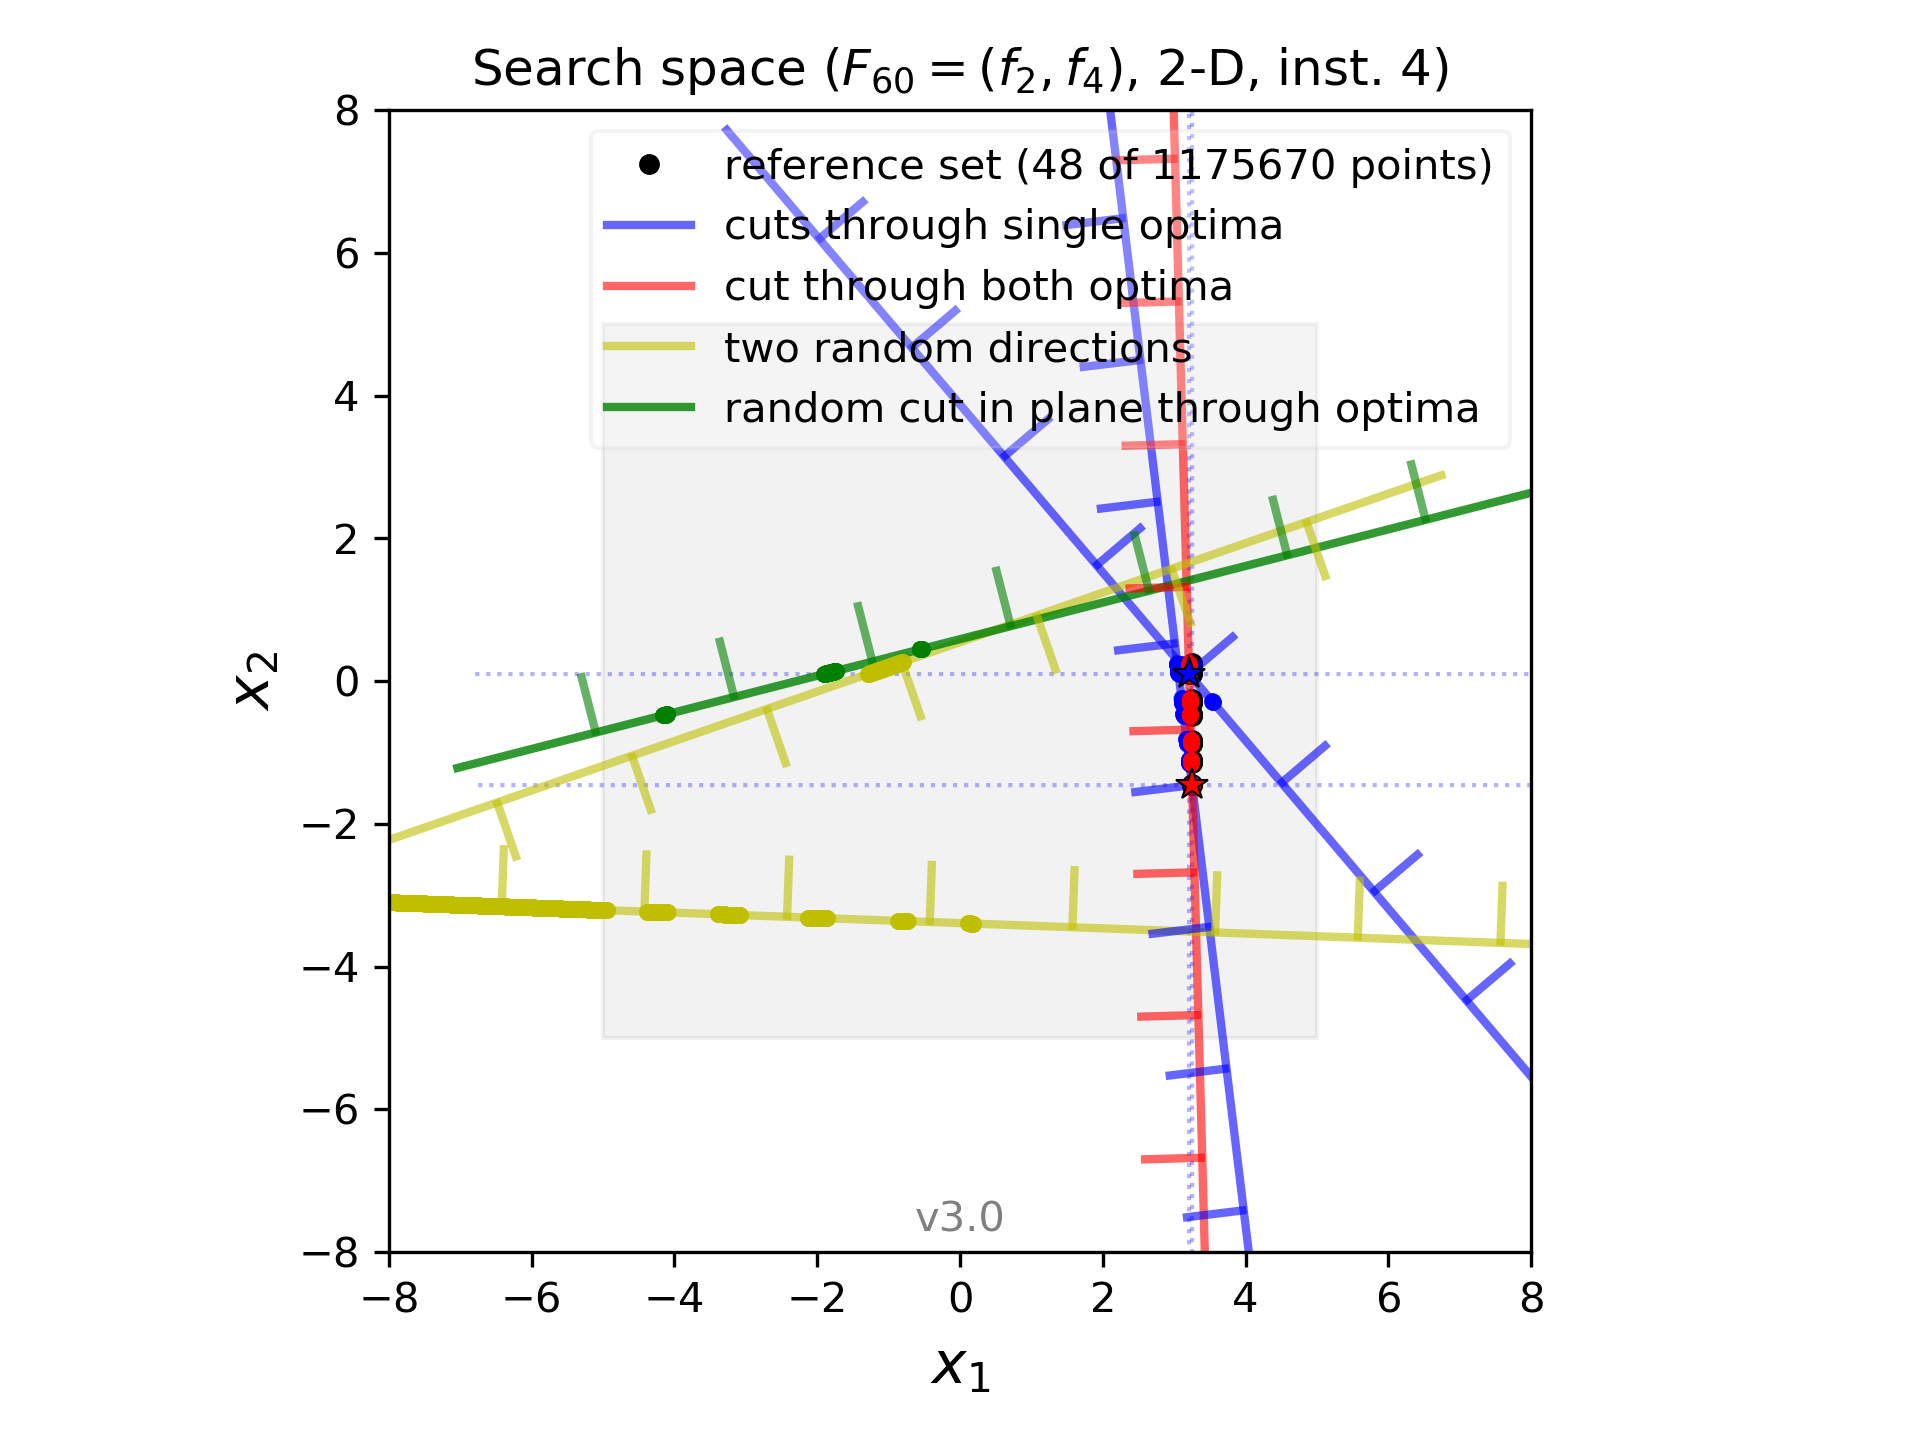 Search space (F60 = (f2, f4), 2-D, inst. 4)
reference set (48 of 1175670 points)
cuts through single optima
cut through both optima
two random directions
random cut in plane through optima
8
6
4
2
0
−2
−4
−6
−8
x2
v3.0
−8 −6 −4 −2 0 2 4 6 8
x1